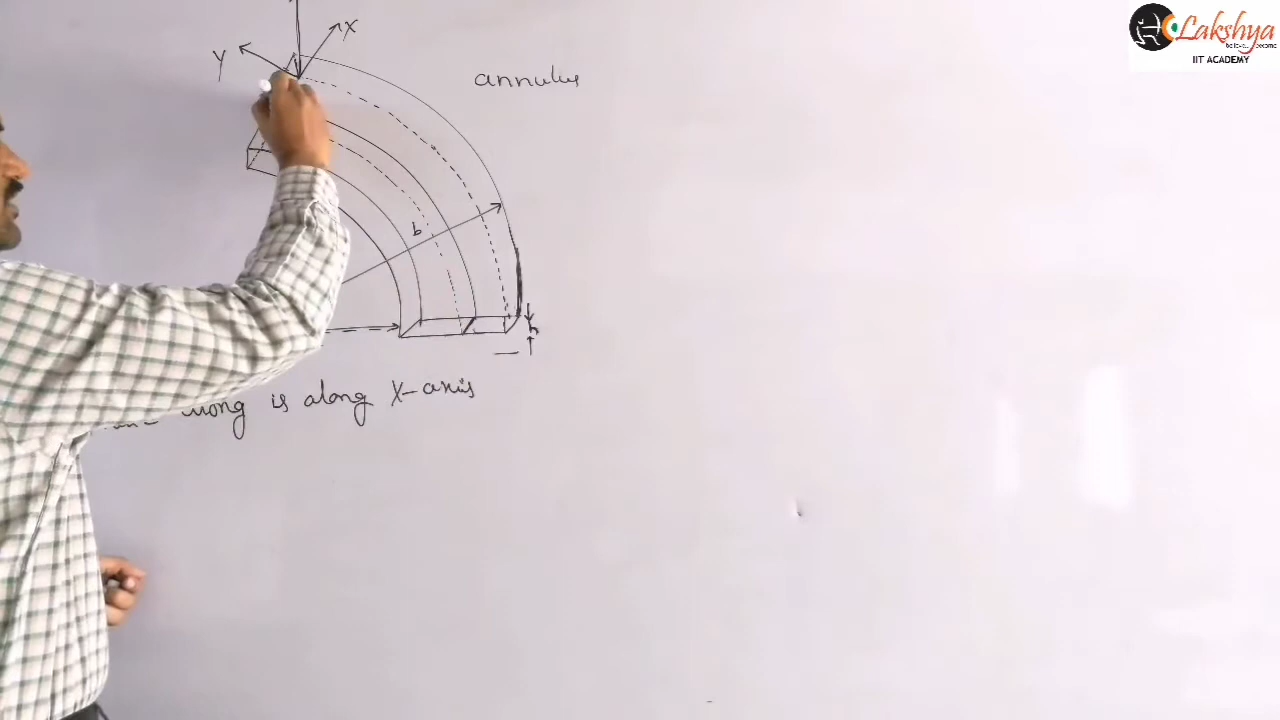 X
Y
annulus
b
h
is along X-axis
Lakshya
IIT ACADEMY